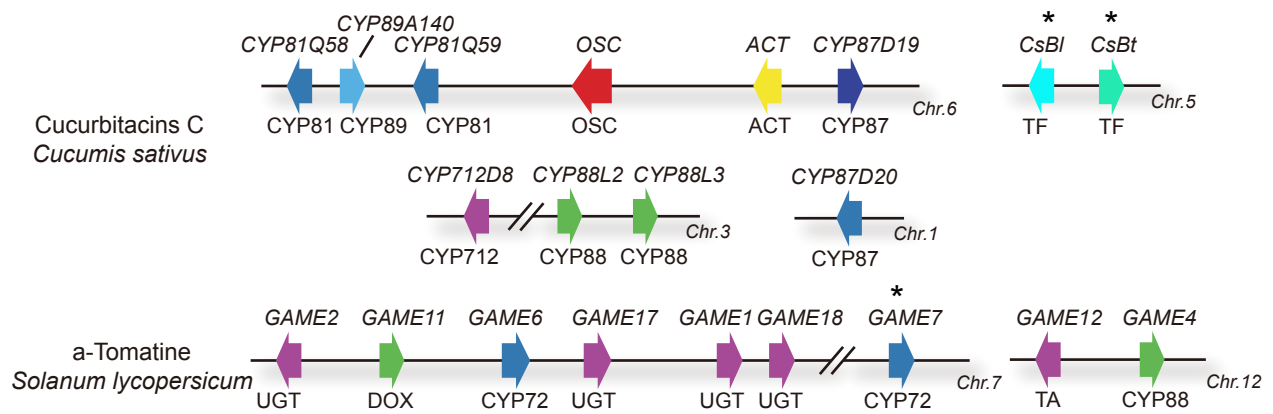 CYP89A140
CYP81Q58 CYP81Q59 OSC ACT CYP87D19 * CsBl * CsBt
Chr.6 Chr.5
CYP81 CYP89 CYP81 OSC ACT CYP87 TF TF
Cucurbitacins C
Cucumis sativus
CYP712D8 CYP88L2 CYP88L3 CYP87D20
Chr.3 Chr.1
CYP712 CYP88 CYP88 CYP87
*
GAME2 GAME11 GAME6 GAME17 GAME1 GAME18 GAME7 GAME12 GAME4
a-Tomatine
Solanum lycopersicum
Chr.7 Chr.12
UGT DOX CYP72 UGT UGT UGT CYP72 TA CYP88